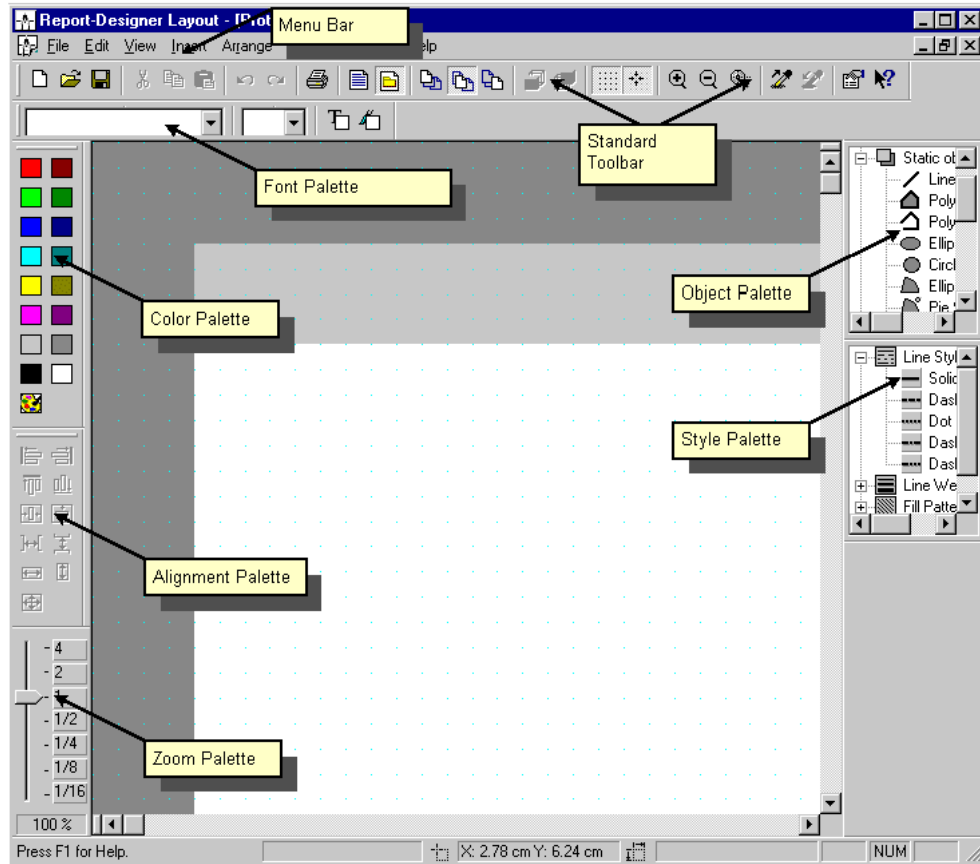 Report-Designer Layout - [Prot
Menu Bar
File Edit View Insert Arrange
Standard
Toolbar
Font Palette
Static ob
Line
Poly
Poly
Ellip
Circl
Ellip
Pie
Object Palette
Color Palette
Line Styl
Solid
Dasl
Dot
Dasl
Dasl
Line We
Fill Patte
Style Palette
Alignment Palette
4
2
1
1/2
1/4
1/8
1/16
Zoom Palette
100 %
Press F1 for Help.
X: 2.78 cm Y: 6.24 cm
NUM